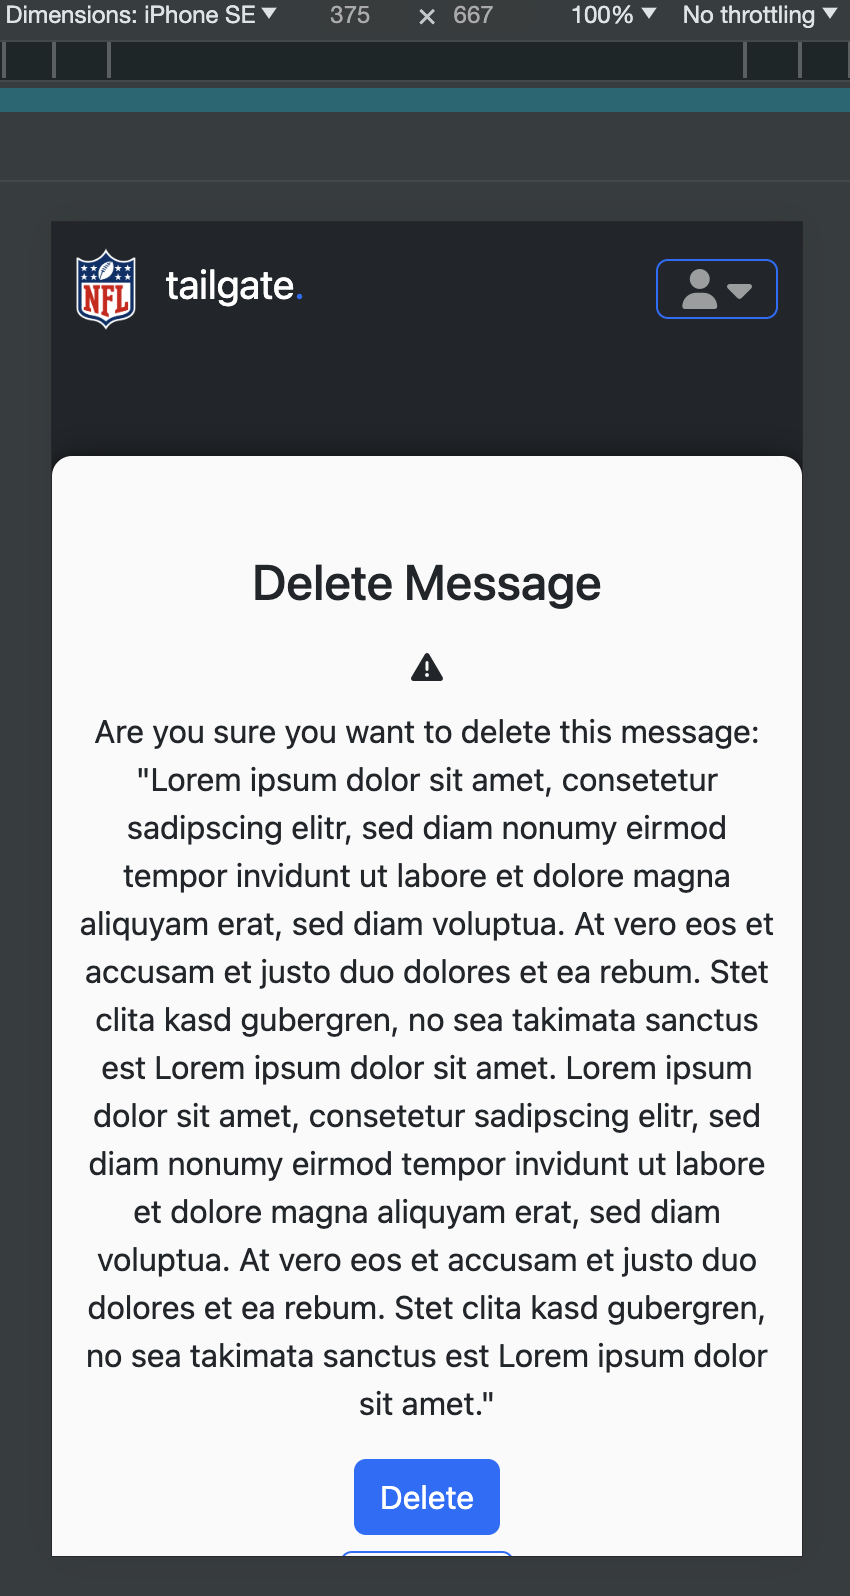 Dimensions: iPhone SE 375 × 667 100% No throttling
NFL tailgate.
Delete Message
Are you sure you want to delete this message:
"Lorem ipsum dolor sit amet, consetetur
sadipscing elitr, sed diam nonumy eirmod
tempor invidunt ut labore et dolore magna
aliquyam erat, sed diam voluptua. At vero eos et
accusam et justo duo dolores et ea rebum. Stet
clita kasd gubergren, no sea takimata sanctus
est Lorem ipsum dolor sit amet. Lorem ipsum
dolor sit amet, consetetur sadipscing elitr, sed
diam nonumy eirmod tempor invidunt ut labore
et dolore magna aliquyam erat, sed diam
voluptua. At vero eos et accusam et justo duo
dolores et ea rebum. Stet clita kasd gubergren,
no sea takimata sanctus est Lorem ipsum dolor
sit amet."
Delete